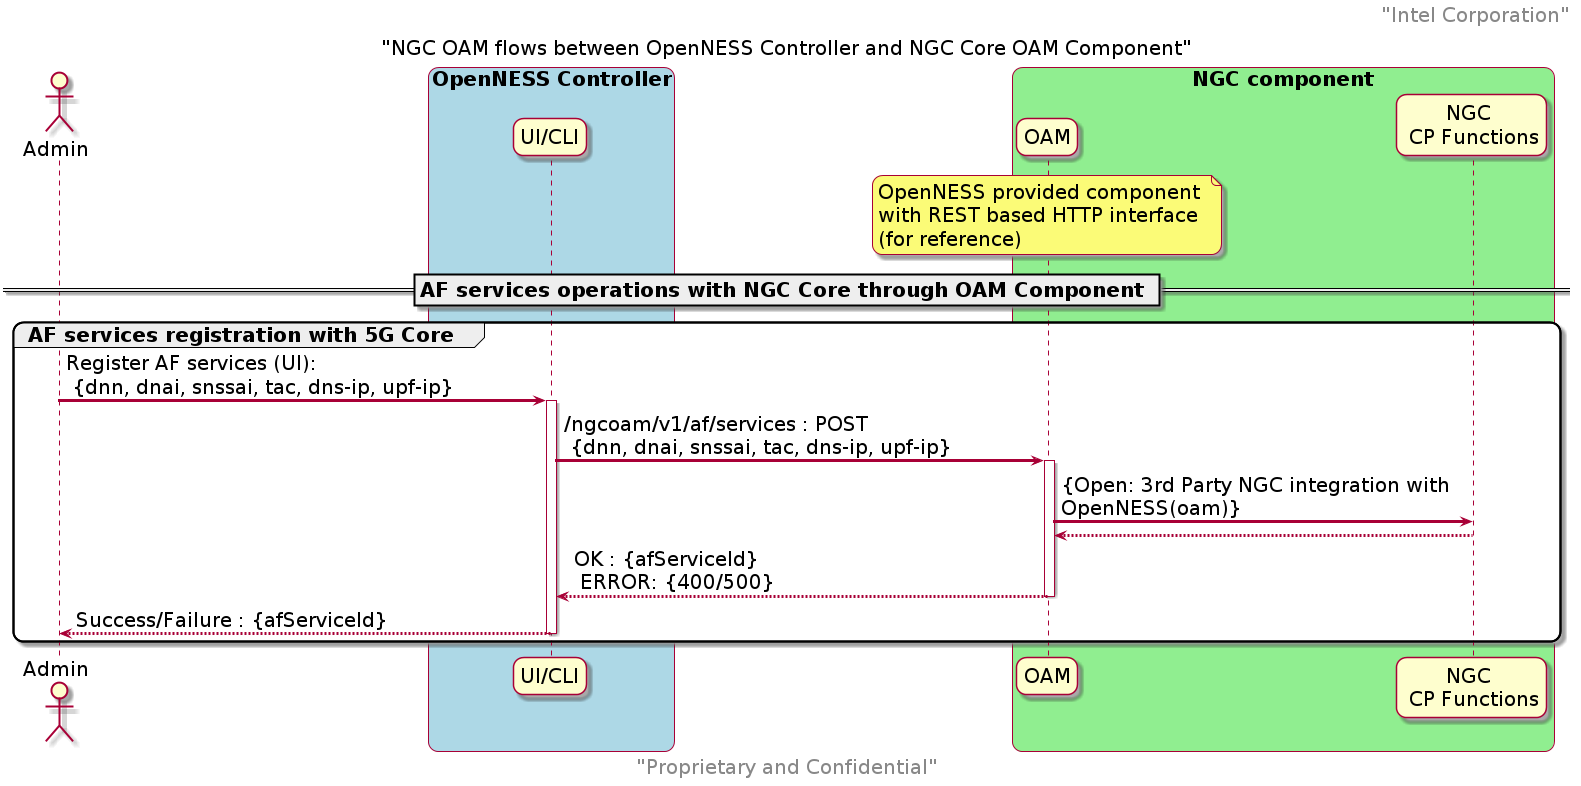 "Intel Corporation"
"NGC OAM flows between OpenNESS Controller and NGC Core OAM Component"
OpenNESS Controller
NGC component
Admin
UI/CLI
OAM
NGC
CP Functions
OpenNESS provided component
with REST based HTTP interface
(for reference)
AF services operations with NGC Core through OAM Component
AF services registration with 5G Core
Register AF services (UI):
{dnn, dnai, snssai, tac, dns-ip, upf-ip}
/ngcoam/v1/af/services : POST
{dnn, dnai, snssai, tac, dns-ip, upf-ip}
{Open: 3rd Party NGC integration with
OpenNESS(oam)}
OK : {afServiceId}
ERROR: {400/500}
Success/Failure : {afServiceId}
Admin
UI/CLI
OAM
NGC
CP Functions
"Proprietary and Confidential"